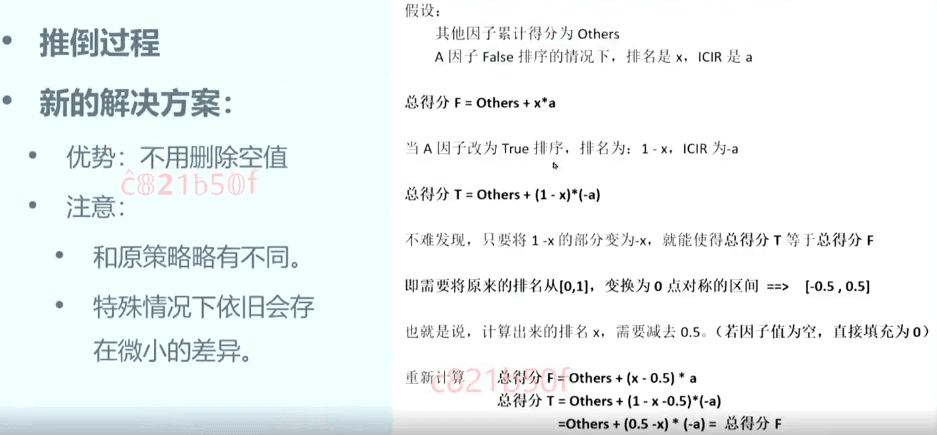 推倒过程
新的解决方案：
优势：不用删除空值
注意：
和原策略略有不同。
特殊情况下依旧会存
在微小的差异。
假设：
其他因子累计得分为 Others
A 因子 False 排序的情况下，排名是 x，ICIR 是 a
总得分 F = Others + x*a
当 A 因子改为 True 排序，排名为：1 - x，ICIR 为-a
总得分 T = Others + (1 - x)*(-a)
不难发现，只要将 1 -x 的部分变为-x，就能使得总得分 T 等于总得分 F
即需要将原来的排名从[0,1]，变换为 0 点对称的区间 ==> [-0.5 , 0.5]
也就是说，计算出来的排名 x，需要减去 0.5。（若因子值为空，直接填充为 0）
重新计算 总得分 F = Others + (x - 0.5) * a
总得分 T = Others + (1 - x -0.5)*(-a)
=Others + (0.5 -x) * (-a) = 总得分 F
c821b50f
c821b50f